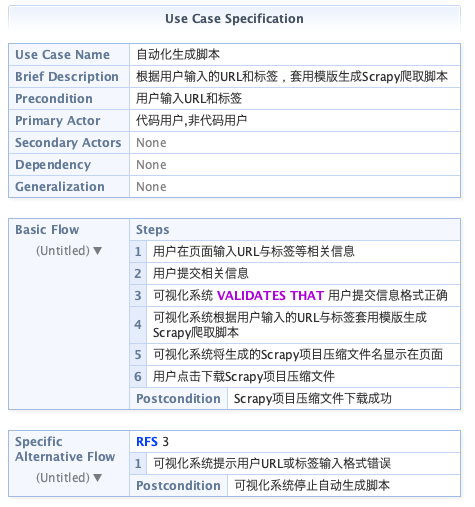 Use Case Specification
Use Case Name 自动化生成脚本
Brief Description 根据用户输入的URL和标签，套用模版生成Scrapy爬取脚本
Precondition 用户输入URL和标签
Primary Actor 代码用户,非代码用户
Secondary Actors None
Dependency None
Generalization None
Basic Flow Steps
(Untitled) ▼
1 用户在页面输入URL与标签等相关信息
2 用户提交相关信息
3 可视化系统 VALIDATES THAT 用户提交信息格式正确
4 可视化系统根据用户输入的URL与标签套用模版生成
Scrapy爬取脚本
5 可视化系统将生成的Scrapy项目压缩文件名显示在页面
6 用户点击下载Scrapy项目压缩文件
Postcondition Scrapy项目压缩文件下载成功
Specific
Alternative Flow
(Untitled) ▼
RFS 3
1 可视化系统提示用户URL或标签输入格式错误
Postcondition 可视化系统停止自动生成脚本